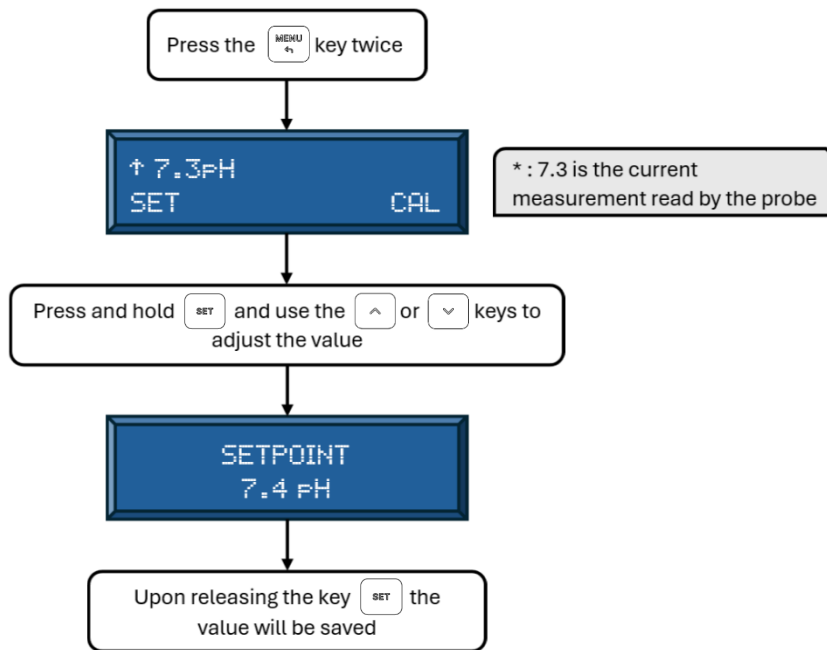 Press the MENU key twice
↑ 7.3pH
SET CAL
* : 7.3 is the current
measurement read by the probe
Press and hold SET and use the ^ or v keys to
adjust the value
SETPOINT
7.4 pH
Upon releasing the key SET the
value will be saved